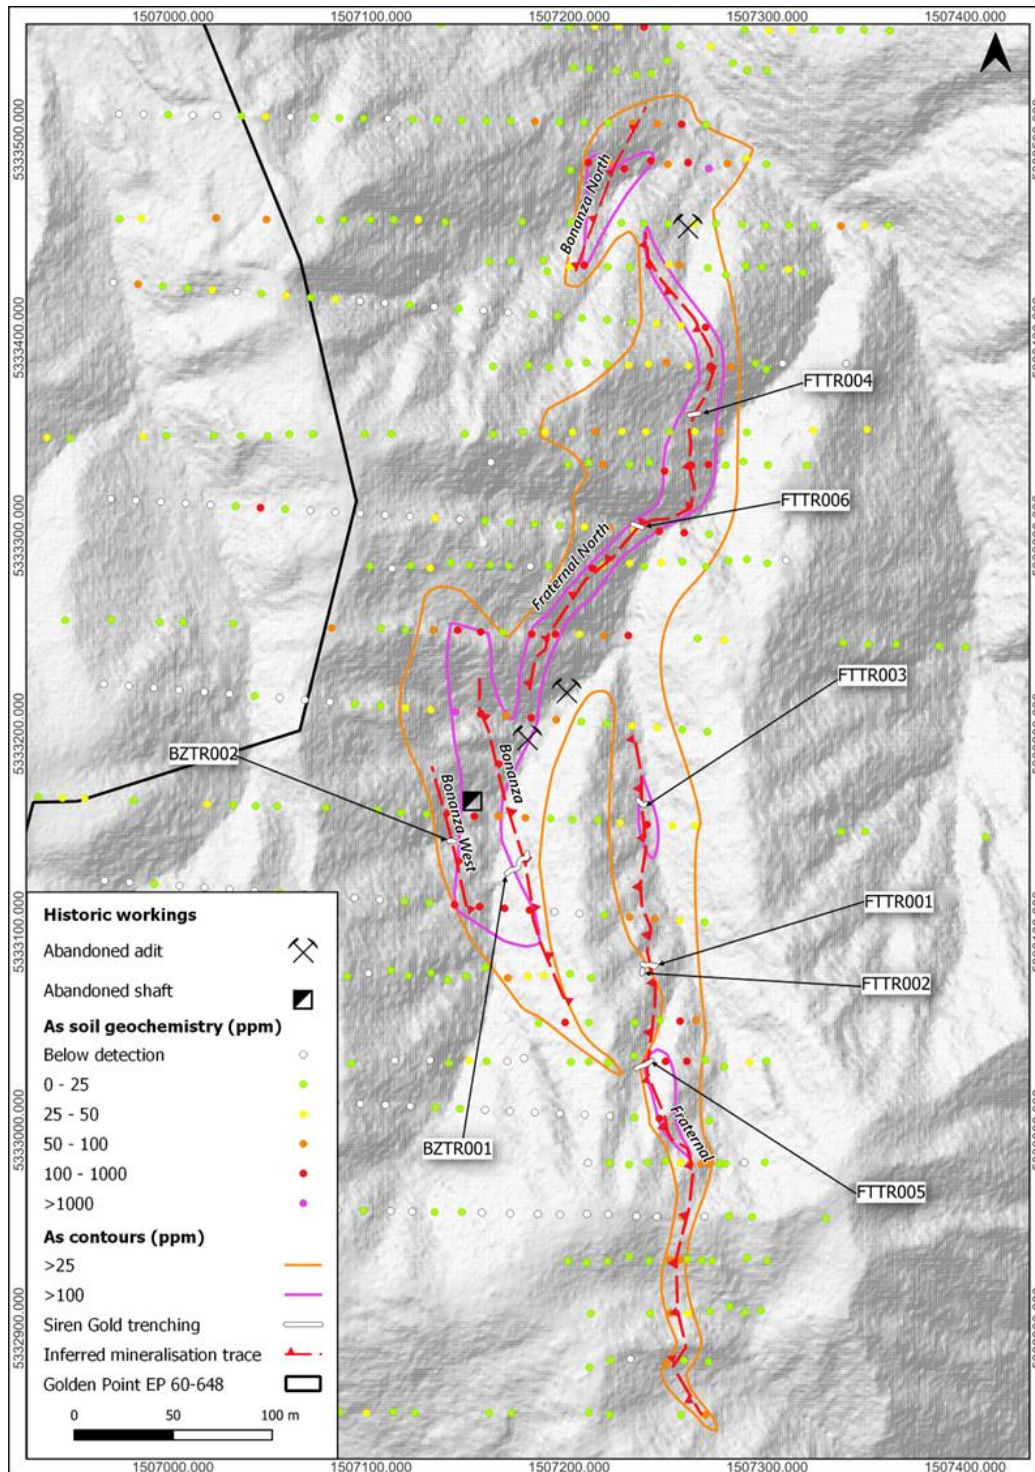 1507000.000 1507100.000 1507200.000 1507300.000 1507400.000
5333500.000
Bonanza North
5333400.000
FTTR004
FTTR006
5333300.000
Fraternal North
FTTR003
5333200.000
BZTR002
Bonanza
Bonanza West
FTTR001
5333100.000
FTTR002
BZTR001
Fraternal
FTTR005
5333000.000
5332900.000
Historic workings
Abandoned adit
Abandoned shaft
As soil geochemistry (ppm)
Below detection
0 - 25
25 - 50
50 - 100
100 - 1000
>1000
As contours (ppm)
>25
>100
Siren Gold trenching
Inferred mineralisation trace
Golden Point EP 60-648
0 50 100 m
1507000.000 1507100.000 1507200.000 1507300.000 1507400.000